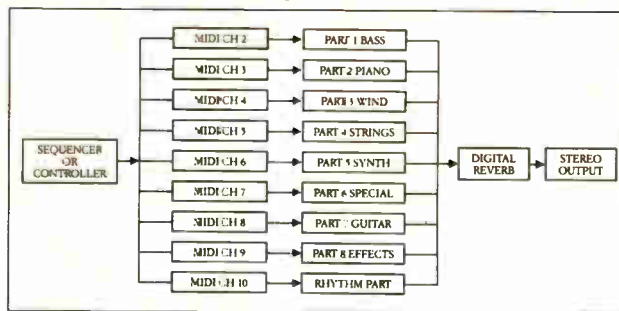 MIDI CH 2
PART 1 BASS
MIDI CH 3
PART 2 PIANO
MIDI CH 4
PART 3 WIND
MIDI CH 5
PART 4 STRINGS
SEQUENCER
OR
CONTROLLER
MIDI CH 6
PART 5 SYNTH
DIGITAL
REVERB
STEREO
OUTPUT
MIDI CH 7
PART 6 SPECIAL
MIDI CH 8
PART 7 GUITAR
MIDI CH 9
PART 8 EFFECTS
MIDI CH 10
RHYTHM PART